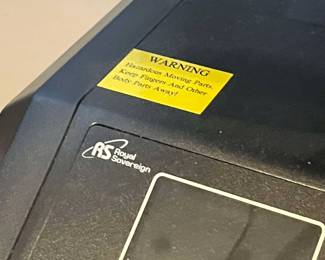 WARNING
Hazardous Moving Parts,
Keep Fingers And Other
Body Parts Away!
RS Royal
Sovereign